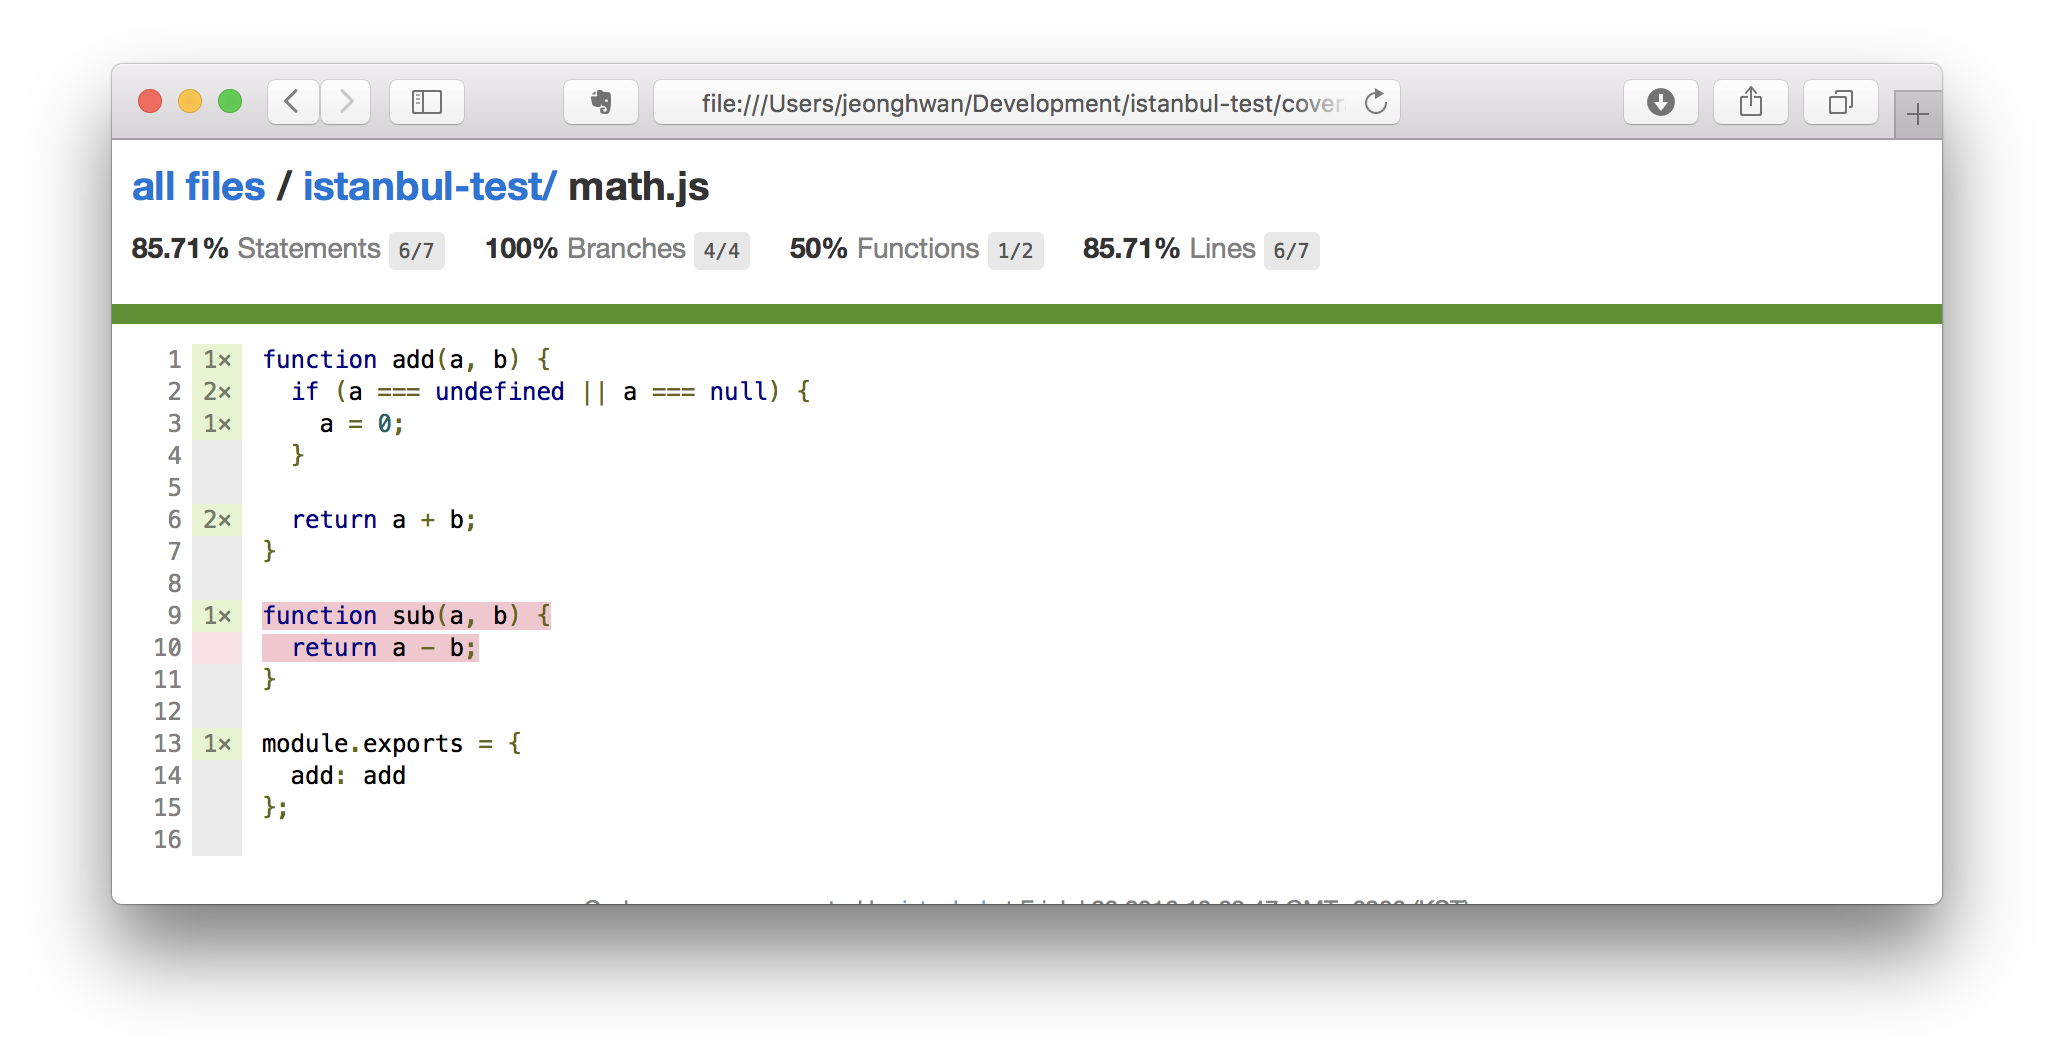 file:///Users/jeonghwan/Development/istanbul-test/cover
all files / istanbul-test/ math.js
85.71% Statements 6/7 100% Branches 4/4 50% Functions 1/2 85.71% Lines 6/7
1 1× function add(a, b) {
2 2×   if (a === undefined || a === null) {
3 1×     a = 0;
4   }
5
6 2×   return a + b;
7 }
8
9 1× function sub(a, b) {
10   return a - b;
11 }
12
13 1× module.exports = {
14   add: add
15 };
16